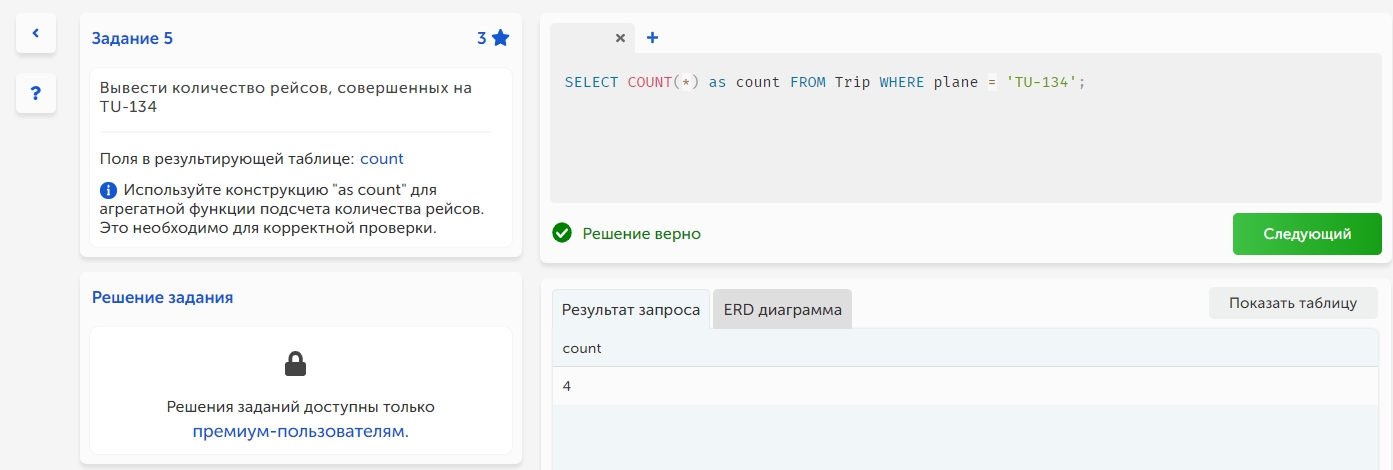 Задание 5
3
?
Вывести количество рейсов, совершенных на
TU-134
Поля в результирующей таблице: count
Используйте конструкцию "as count" для
агрегатной функции подсчета количества рейсов.
Это необходимо для корректной проверки.
Решение задания
Решения заданий доступны только
премиум-пользователям.
× +
SELECT COUNT(*) as count FROM Trip WHERE plane = 'TU-134';
Решение верно
Следующий
Результат запроса
ERD диаграмма
Показать таблицу
count
4